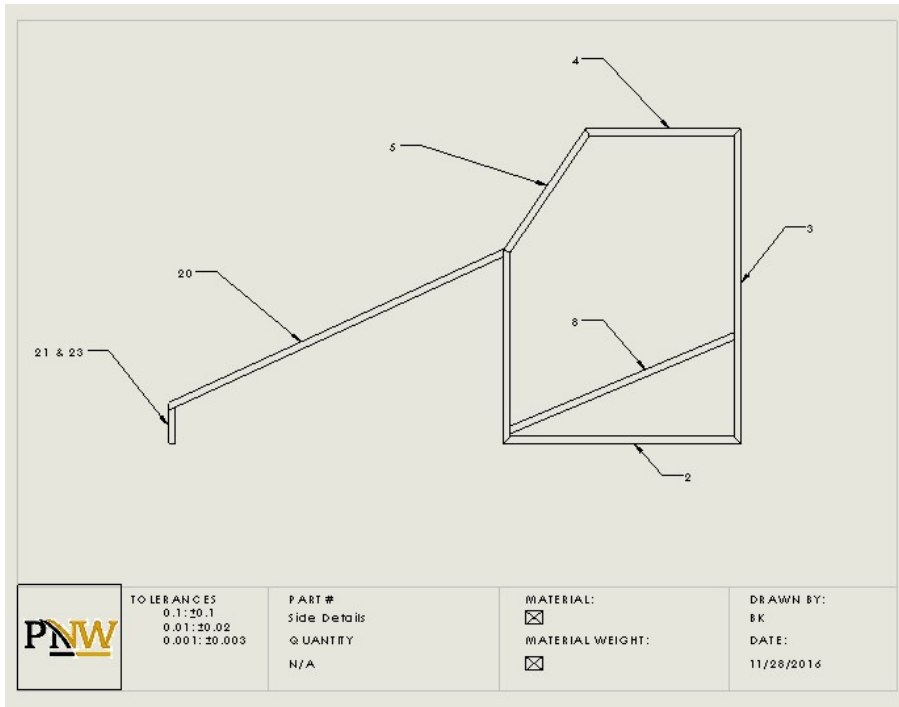 4
5
3
20
8
21 & 23
2
PNW
TOLERANCES
0.1:±0.1
0.01:±0.02
0.001:±0.003
PART#
Side Details
QUANTITY
N/A
MATERIAL:
MATERIAL WEIGHT:
DRAWN BY:
BK
DATE:
11/28/2016